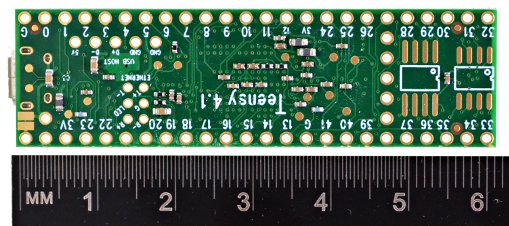 G 0 1 2 3 4 5 6 7 8 9 10 11 12 3V 24 25 26 28 29 30 31 32
5V D- D+ GND GND
USB HOST
ETHERNET
LED
Teensy 4.1
3V 23 22 20 19 18 17 16 15 14 13 G 41 40 39 37 36 35 34 33
MM 1 2 3 4 5 6